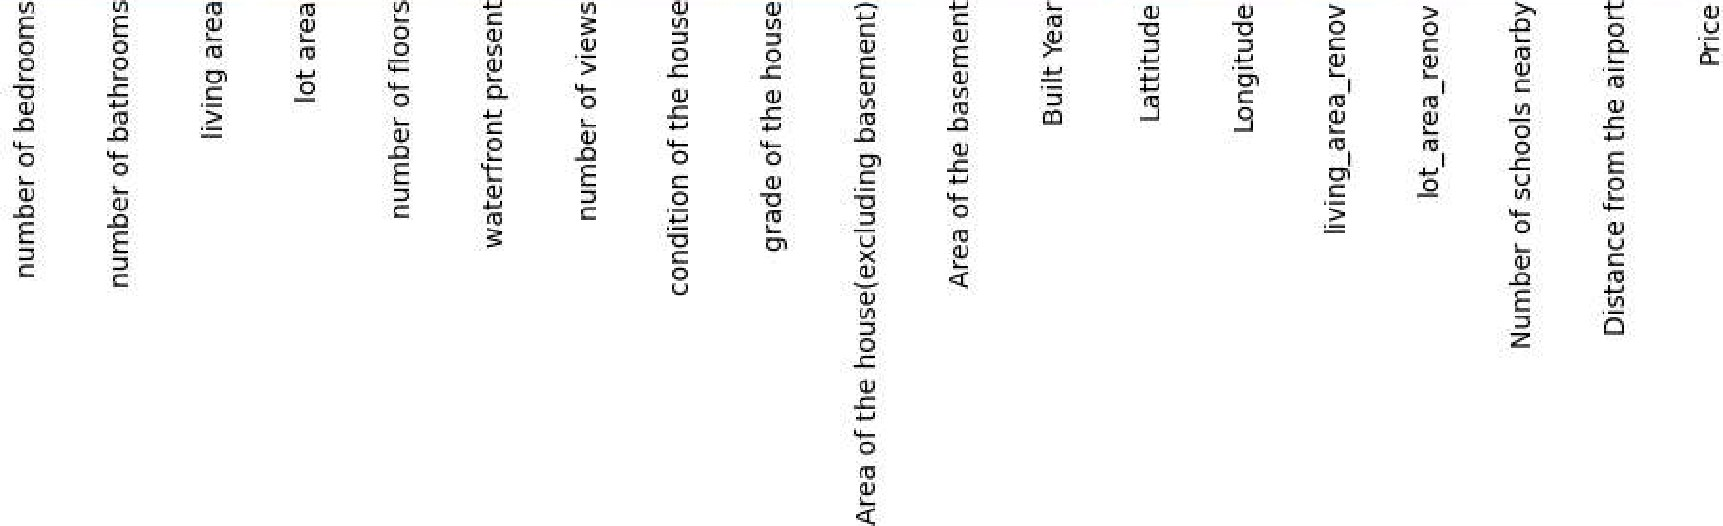 number of bedrooms
number of bathrooms
living area
lot area
number of floors
waterfront present
number of views
condition of the house
grade of the house
Area of the house(excluding basement)
Area of the basement
Built Year
Lattitude
Longitude
living_area_renov
lot_area_renov
Number of schools nearby
Distance from the airport
Price